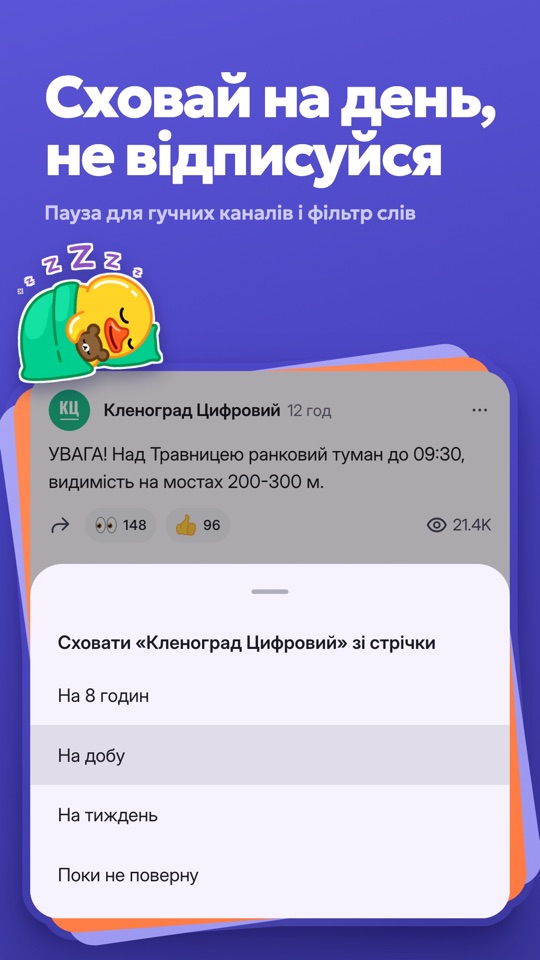 Сховай на день,
не відписуйся
Пауза для гучних каналів і фільтр слів
z z z Z z z
КЦ
Кленоград Цифровий 12 год
УВАГА! Над Травницею ранковий туман до 09:30,
видимість на мостах 200-300 м.
148 96 21.4K
Сховати «Кленоград Цифровий» зі стрічки
На 8 годин
На добу
На тиждень
Поки не поверну